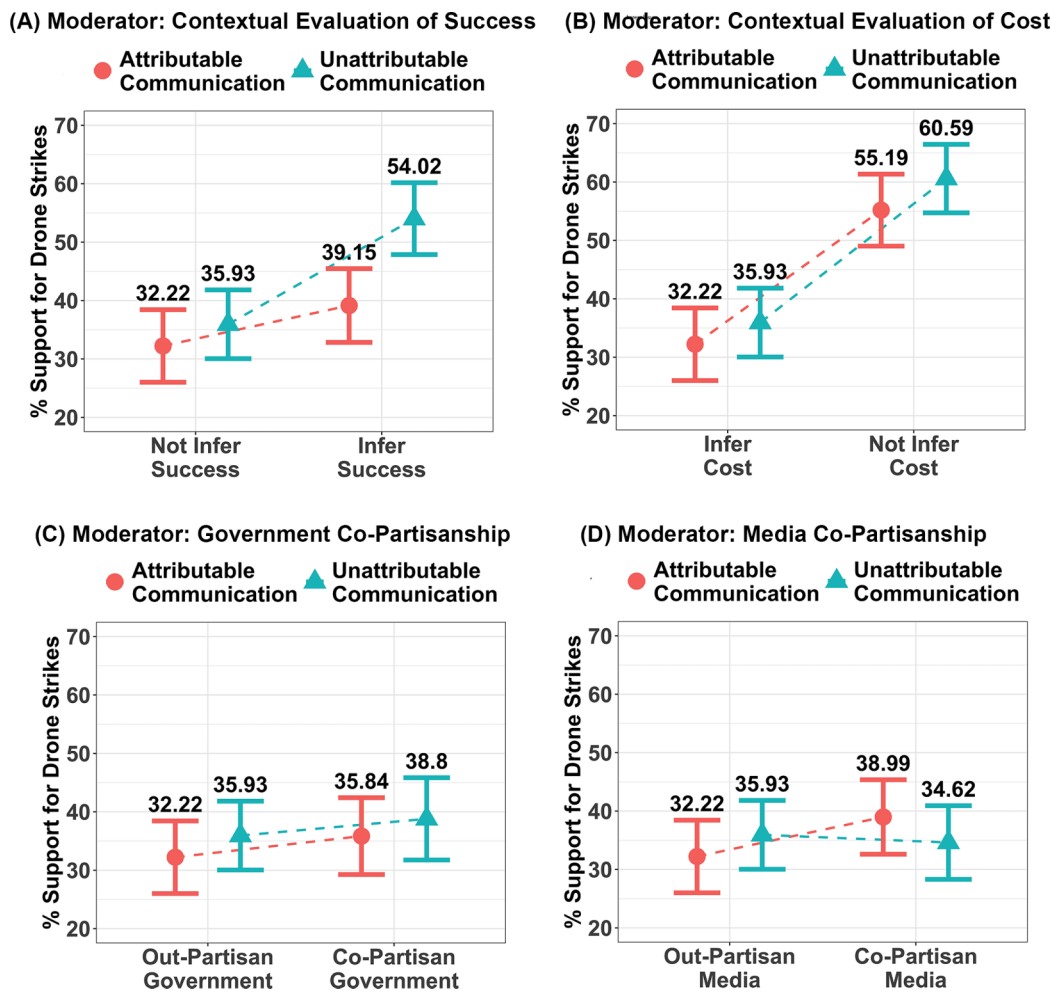 (A) Moderator: Contextual Evaluation of Success
Attributable
Communication
Unattributable
Communication
% Support for Drone Strikes
70
60
50
40
30
20
32.22
35.93
39.15
54.02
Not Infer
Success
Infer
Success
(B) Moderator: Contextual Evaluation of Cost
Attributable
Communication
Unattributable
Communication
% Support for Drone Strikes
70
60
50
40
30
20
32.22
35.93
55.19
60.59
Infer
Cost
Not Infer
Cost
(C) Moderator: Government Co-Partisanship
Attributable
Communication
Unattributable
Communication
% Support for Drone Strikes
70
60
50
40
30
20
32.22
35.93
35.84
38.8
Out-Partisan
Government
Co-Partisan
Government
(D) Moderator: Media Co-Partisanship
Attributable
Communication
Unattributable
Communication
% Support for Drone Strikes
70
60
50
40
30
20
32.22
35.93
38.99
34.62
Out-Partisan
Media
Co-Partisan
Media